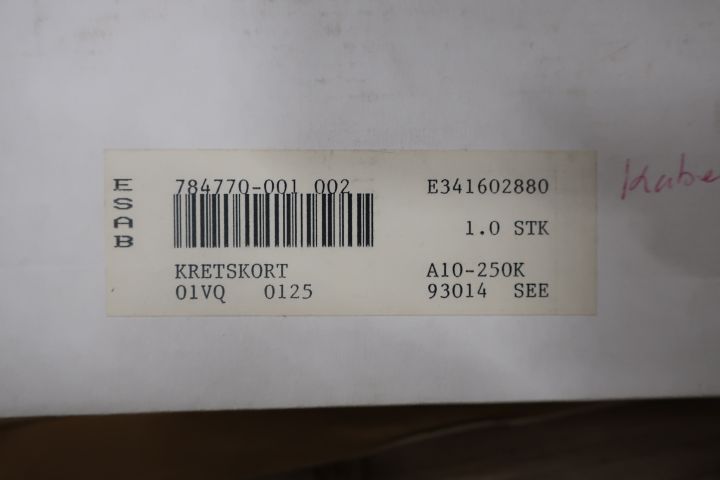 ESAB
784770-001 002 E341602880
1.0 STK
KRETSKORT A10-250K
01VQ 0125 93014 SEE